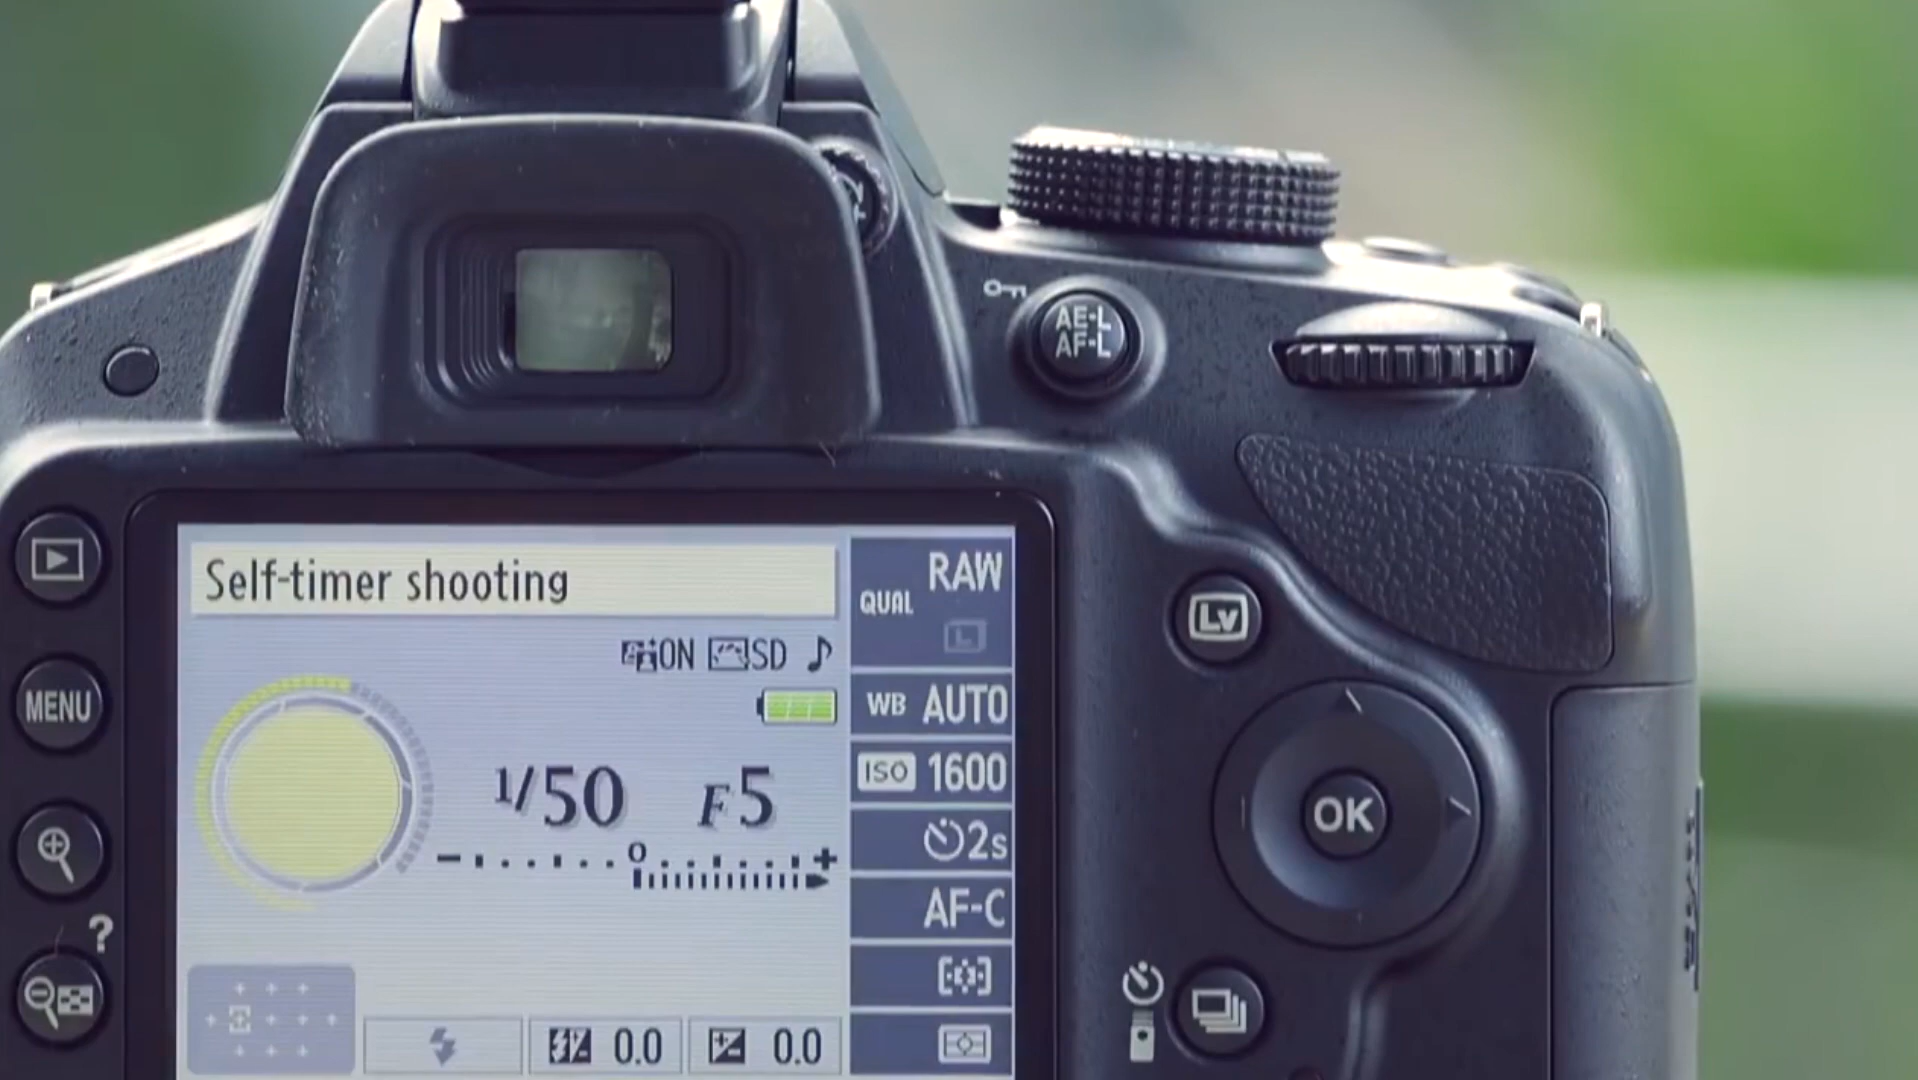 AE-L
AF-L
Self-timer shooting
RAW
QUAL
L
ON SD
MENU
WB AUTO
1/50 F5
ISO 1600
- 0 +
2s
AF-C
?
0.0 0.0
Lv
OK